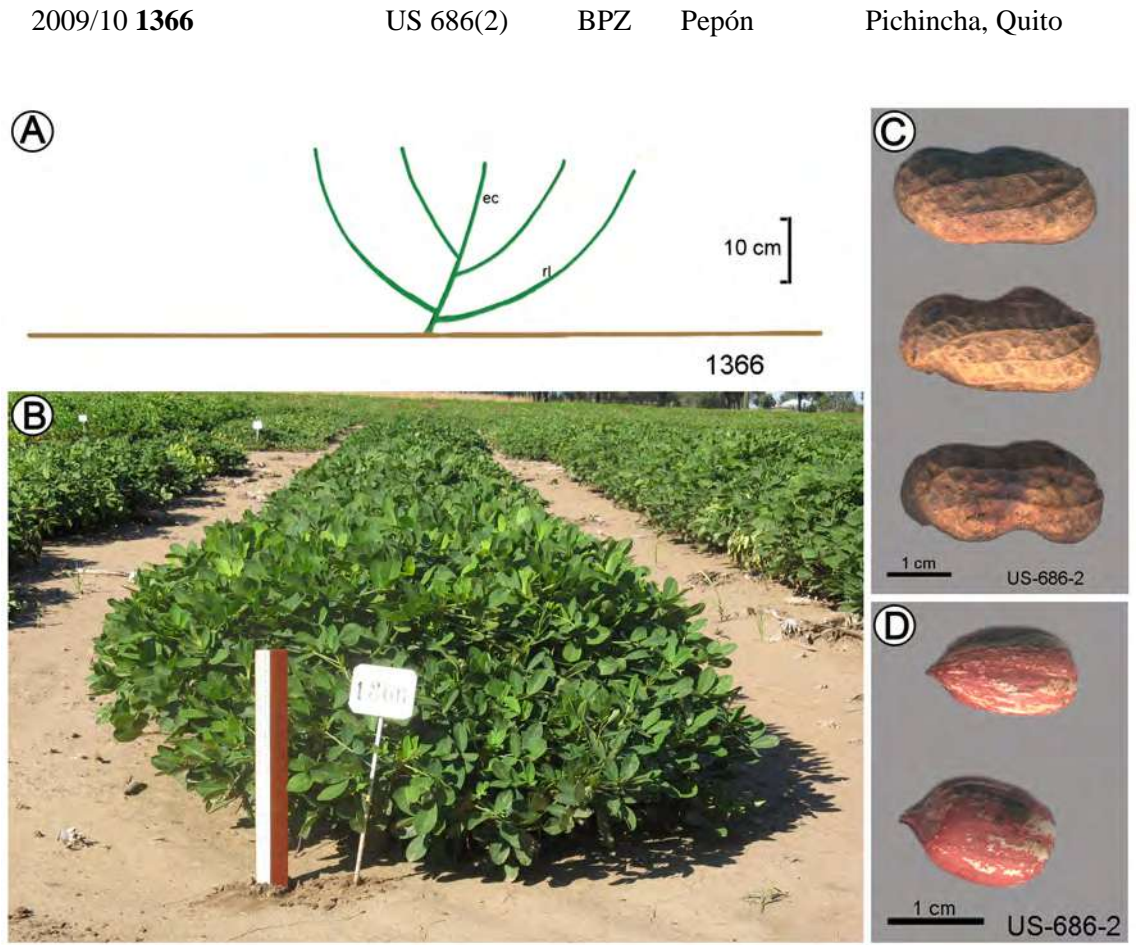 2009/10 1366 US 686(2) BPZ Pepón Pichincha, Quito
A
ec
rl
10 cm
1366
B
C
1 cm
US-686-2
D
1 cm
US-686-2